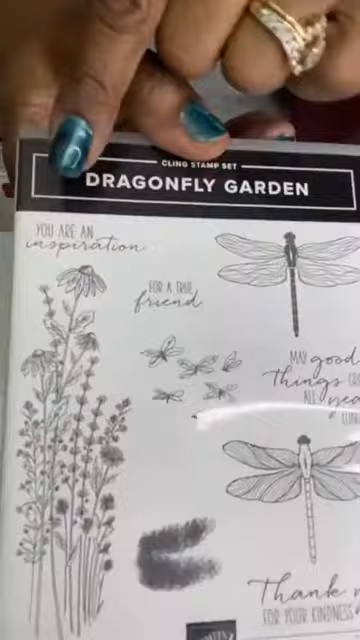 CLING STAMP SET
DRAGONFLY GARDEN
YOU ARE AN
inspiration
FOR A TRUE
friend
MAY good
Things
ALL
Thank
FOR YOUR KINDNESS